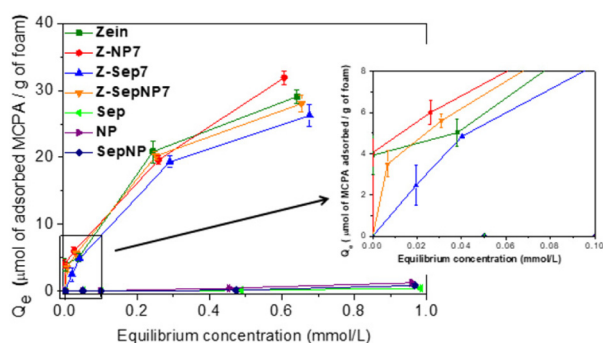 40
30
20
10
0
Qe (μmol of adsorbed MCPA / g of foam)
0.0 0.2 0.4 0.6 0.8 1.0
Equilibrium concentration (mmol/L)
Zein
Z-NP7
Z-Sep7
Z-SepNP7
Sep
NP
SepNP
8
6
4
2
0
Qe ( μmol of MCPA adsorbed / g of foam)
0.00 0.02 0.04 0.06 0.08 0.10
Equilibrium concentration (mmol/L)